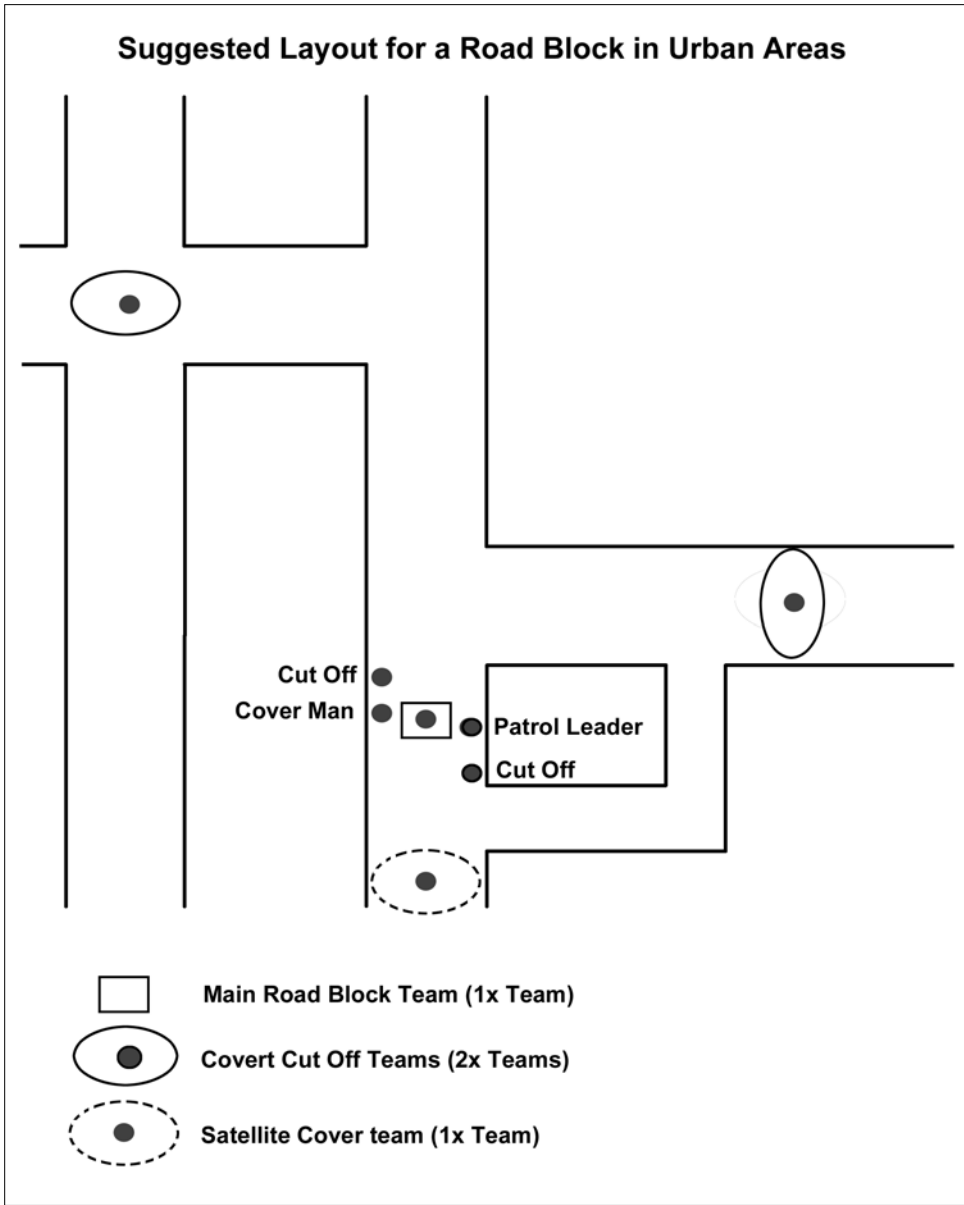 Suggested Layout for a Road Block in Urban Areas
Cut Off
Cover Man
Patrol Leader
Cut Off
Main Road Block Team (1x Team)
Covert Cut Off Teams (2x Teams)
Satellite Cover team (1x Team)